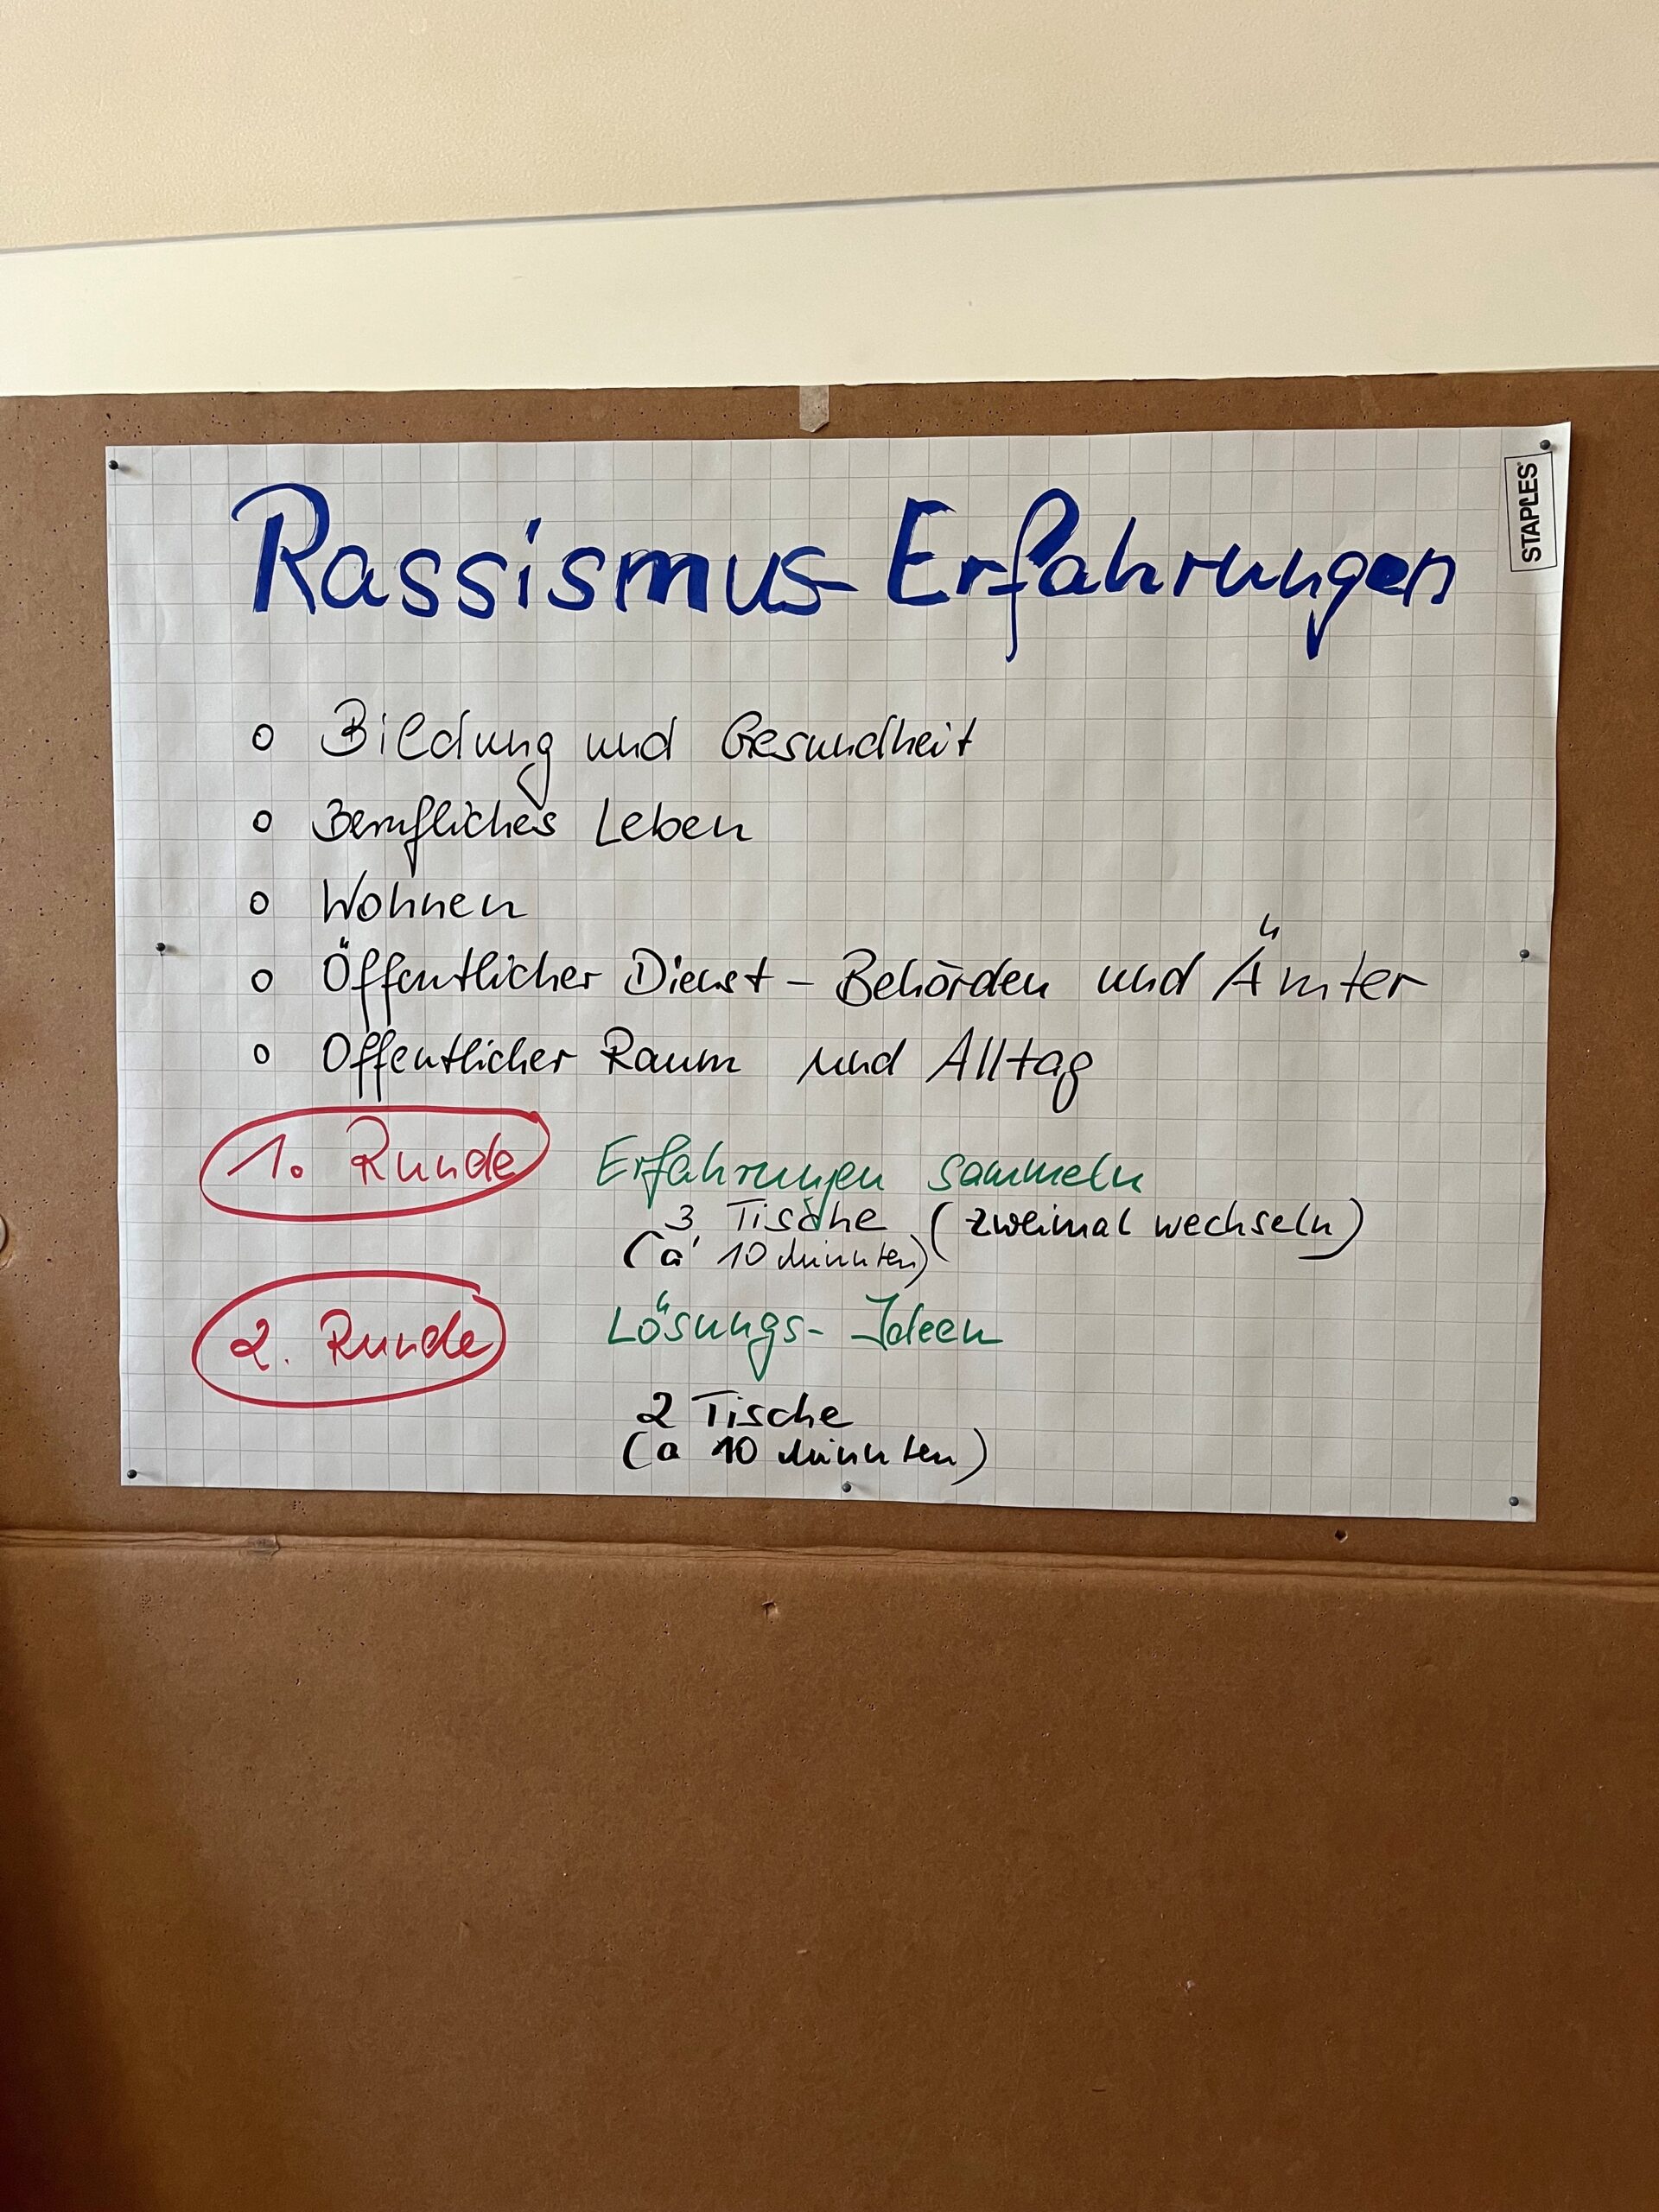 STAPLES
Rassismus-Erfahrungen
o Bildung und Gesundheit
o Berufliches Leben
o Wohnen
o Öffentlicher Dienst – Behörden und Ämter
o Offentlicher Raum und Alltag
1. Runde Erfahrungen sammeln
3 Tische (zweimal wechseln)
(á 10 Minuten)
2. Runde Lösungs-Ideen
2 Tische
(a 10 Minuten)